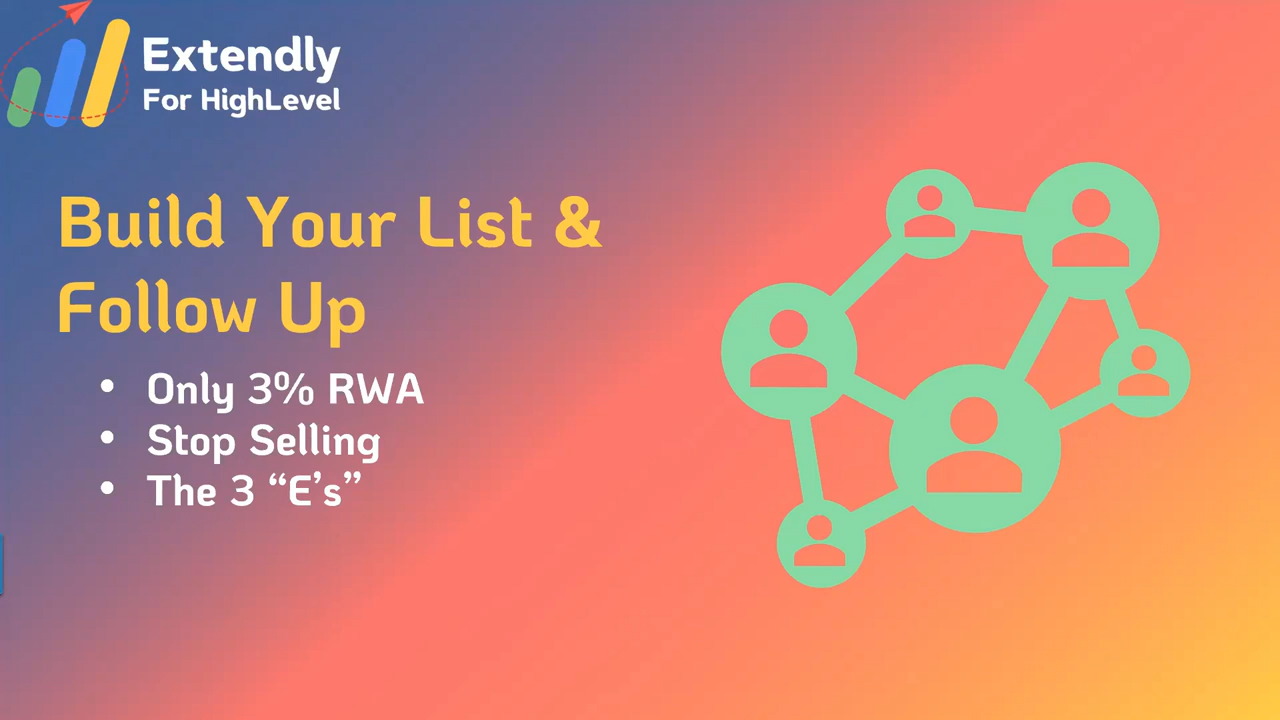 Extendly
For HighLevel
Build Your List &
Follow Up
• Only 3% RWA
• Stop Selling
• The 3 “E’s”